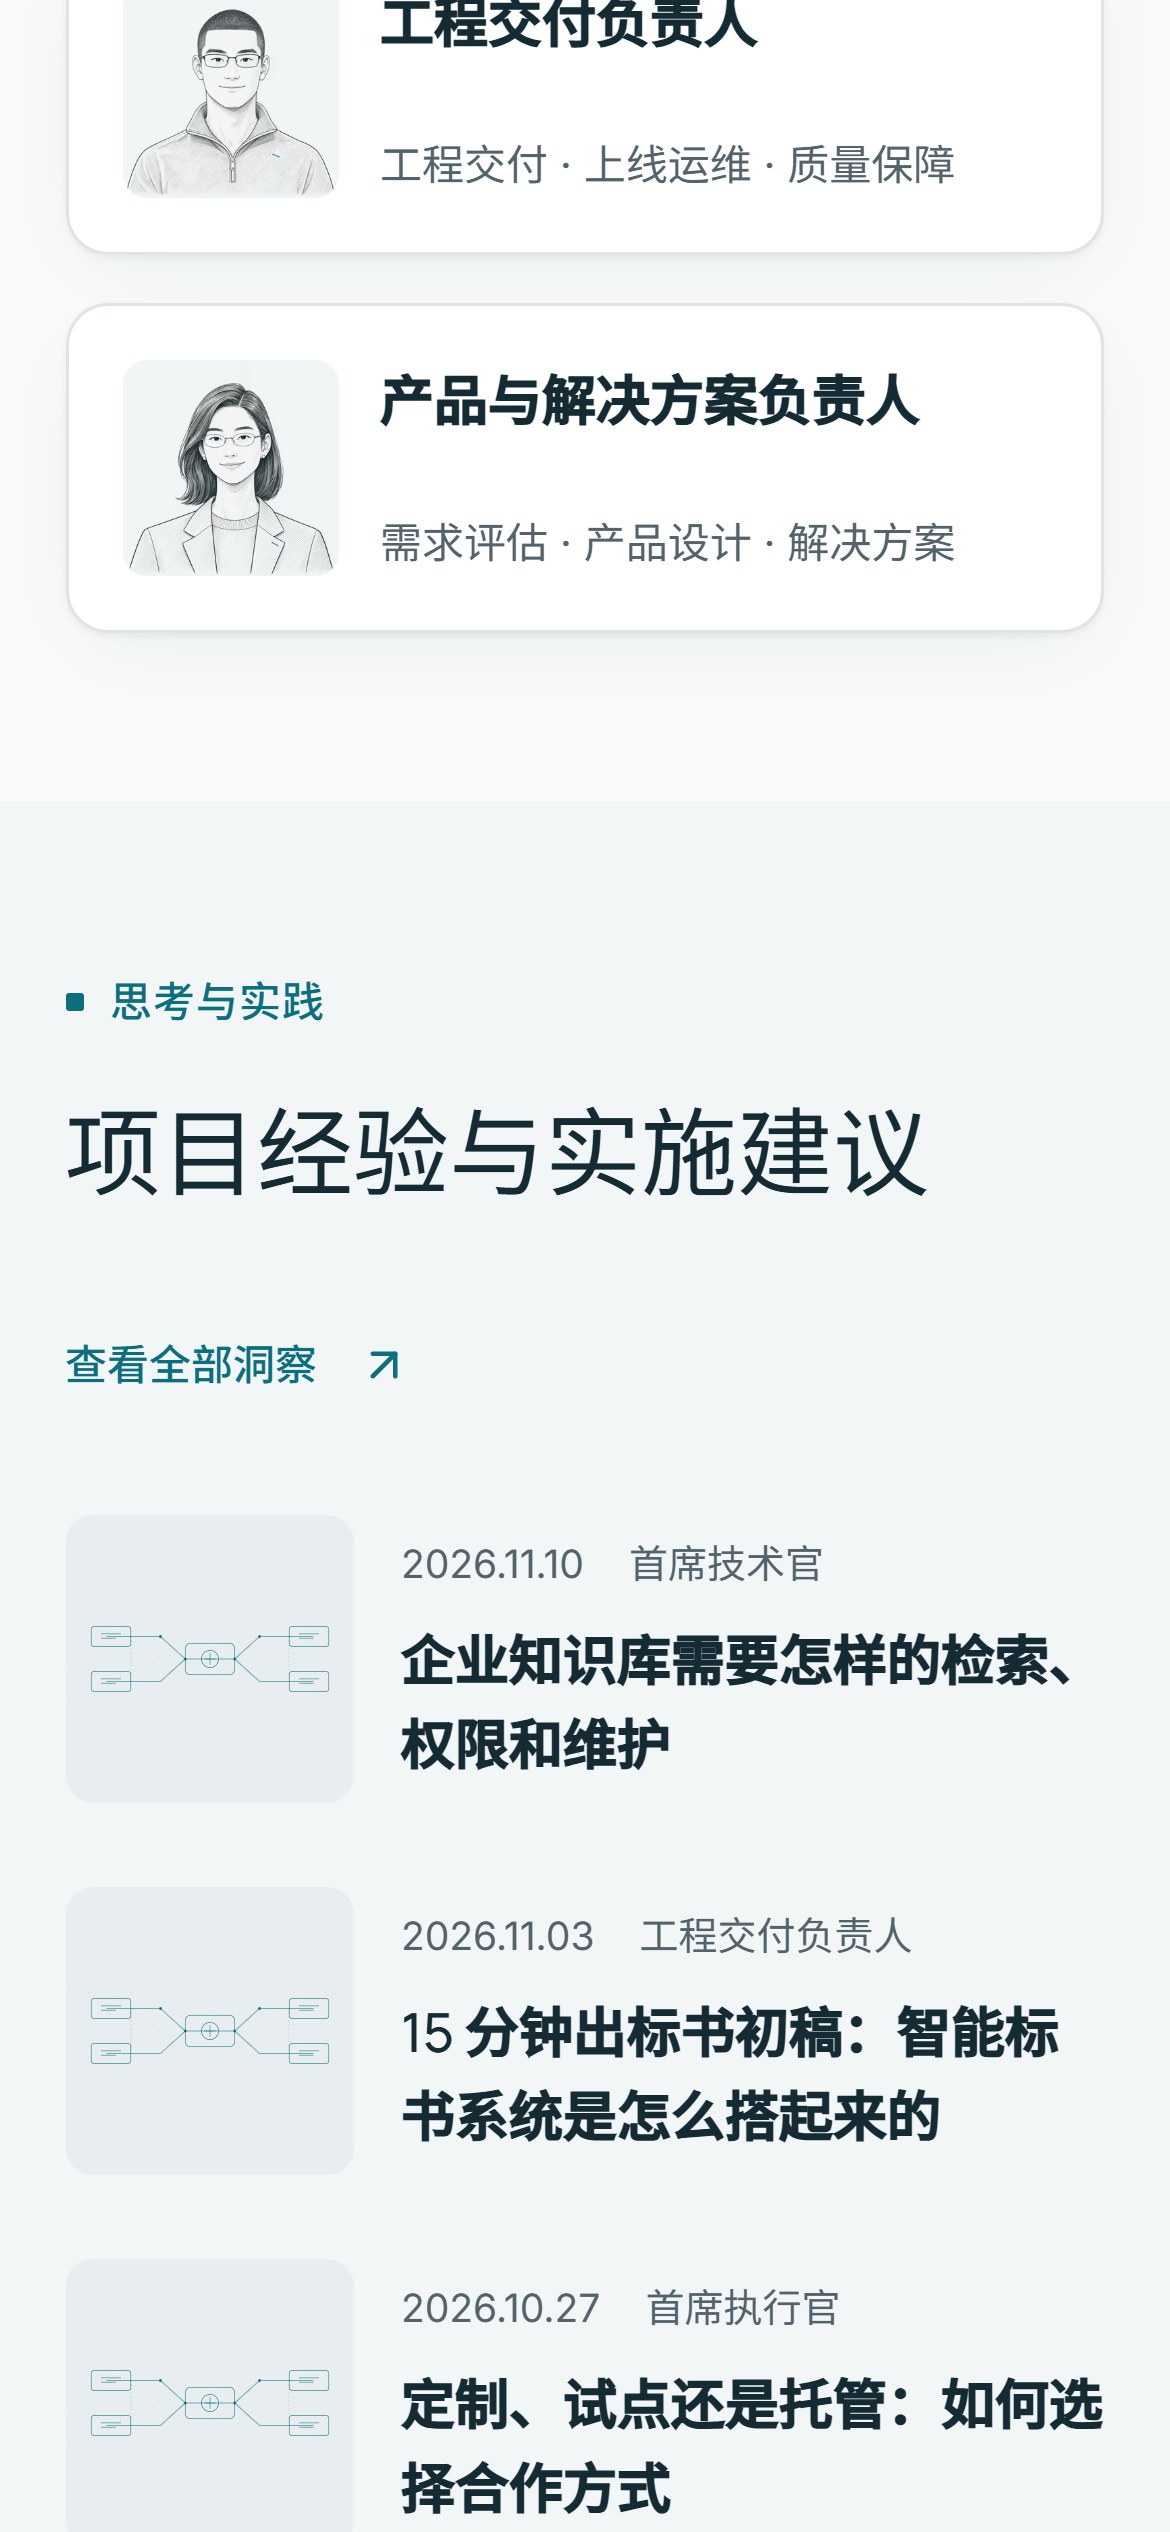 工程交付负责人
工程交付 · 上线运维 · 质量保障
产品与解决方案负责人
需求评估 · 产品设计 · 解决方案
思考与实践
项目经验与实施建议
查看全部洞察
2026.11.10 首席技术官
企业知识库需要怎样的检索、
权限和维护
2026.11.03 工程交付负责人
15 分钟出标书初稿：智能标
书系统是怎么搭起来的
2026.10.27 首席执行官
定制、试点还是托管：如何选
择合作方式